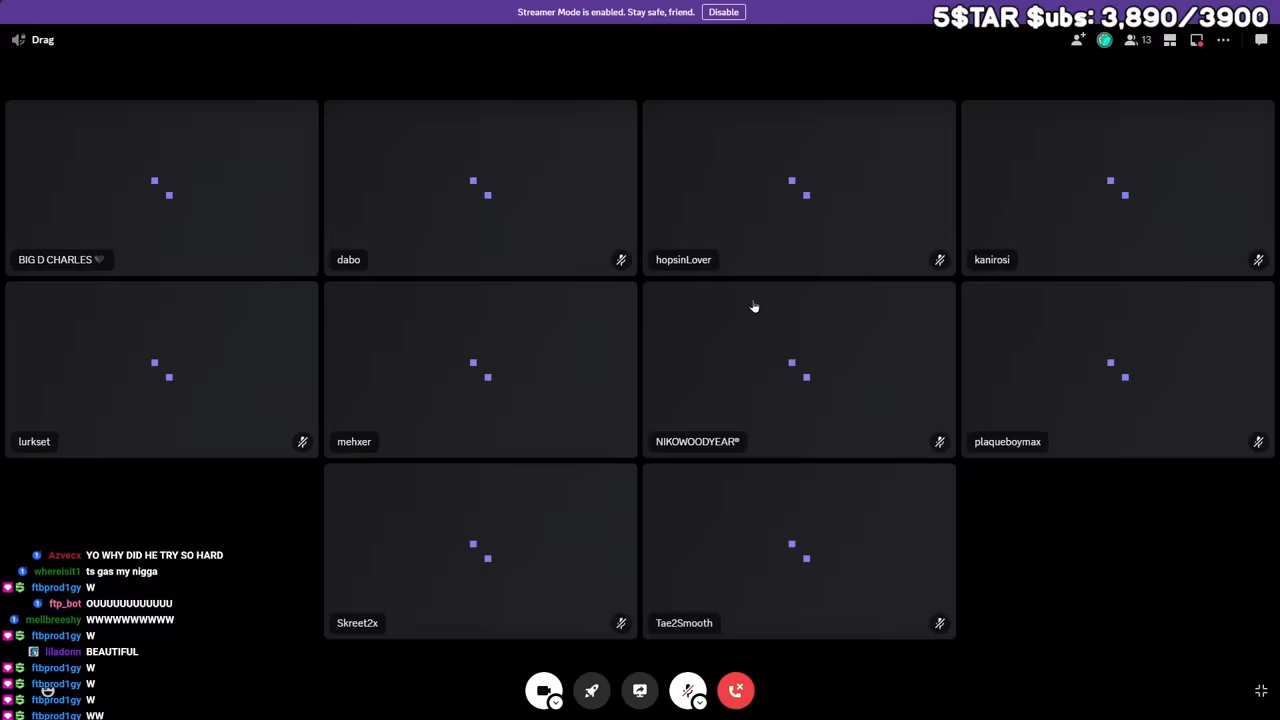 Streamer Mode is enabled. Stay safe, friend. Disable
5$TAR $ubs: 3,890/3900
Drag
13
BIG D CHARLES🖤
dabo
hopsinLover
kanirosi
lurkset
mehxer
NIKOWOODYEAR®
plaqueboymax
Azvecx YO WHY DID HE TRY SO HARD
whereisit1 ts gas my nigga
ftbprod1gy W
ftp_bot OUUUUUUUUUUUU
mellbreeshy WWWWWWWWWW
ftbprod1gy W
liladonn BEAUTIFUL
ftbprod1gy W
ftbprod1gy W
ftbprod1gy W
ftbprod1gy WW
Skreet2x
Tae2Smooth